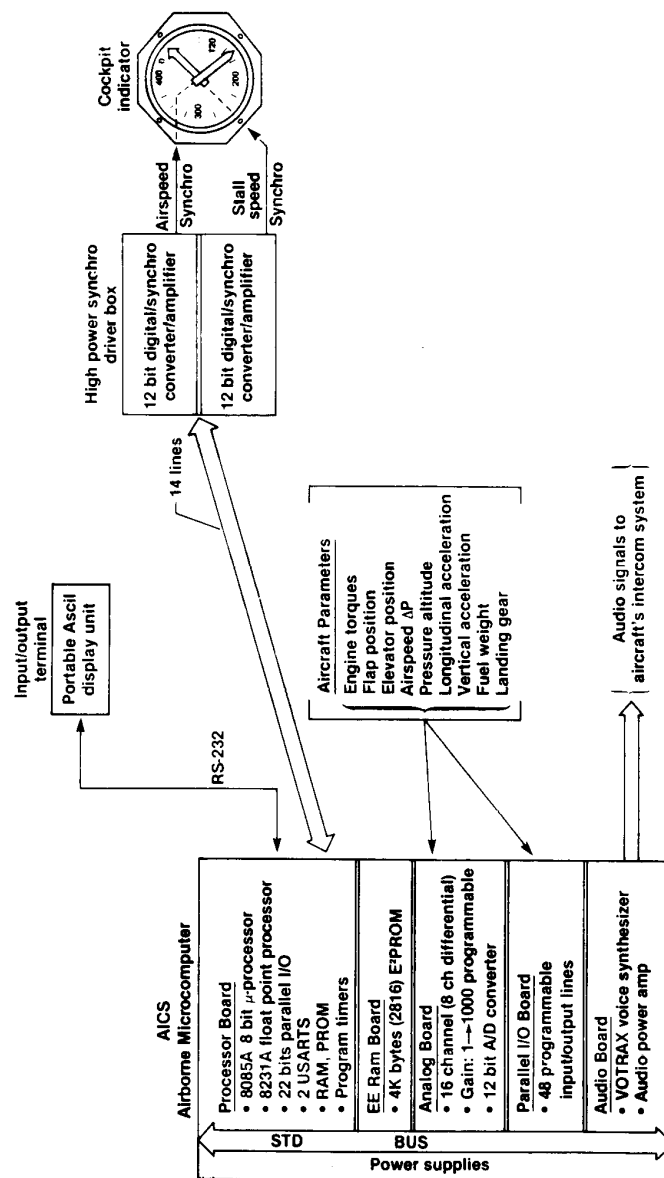 AICS
Airborne Microcomputer
Processor Board
• 8085A 8 bit μ-processor
• 8231A float point processor
• 22 bits parallel I/O
• 2 USARTS
• RAM, PROM
• Program timers
EE Ram Board
• 4K bytes (2816) E²PROM
Analog Board
• 16 channel (8 ch differential)
• Gain: 1→1000 programmable
• 12 bit A/D converter
Parallel I/O Board
• 48 programmable
input/output lines
Audio Board
• VOTRAX voice synthesizer
• Audio power amp
STD BUS
Power supplies
Input/output
terminal
Portable Ascil
display unit
RS-232
14 lines
High power synchro
driver box
12 bit digital/synchro
converter/amplifier
12 bit digital/synchro
converter/amplifier
Airspeed
Synchro
Stall
speed
Synchro
Cockpit
indicator
400
0
120
200
300
Aircraft Parameters
Engine torques
Flap position
Elevator position
Airspeed ΔP
Pressure altitude
Longitudinal acceleration
Vertical acceleration
Fuel weight
Landing gear
Audio signals to
aircraft's intercom system